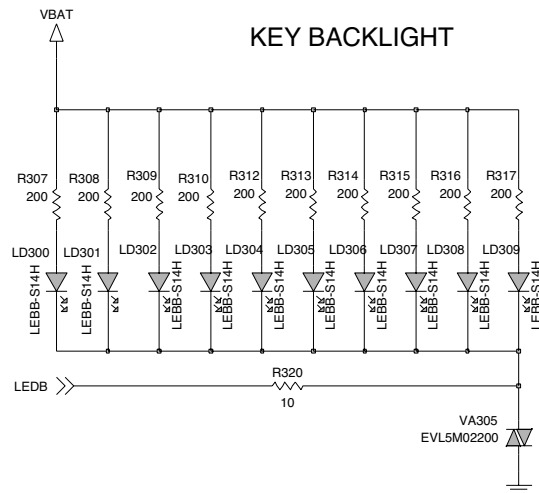 VBAT
KEY BACKLIGHT
R307 R308 R309 R310 R312 R313 R314 R315 R316 R317
200 200 200 200 200 200 200 200 200 200
LD300 LD301 LD302 LD303 LD304 LD305 LD306 LD307 LD308 LD309
LEBB-S14H LEBB-S14H LEBB-S14H LEBB-S14H LEBB-S14H LEBB-S14H LEBB-S14H LEBB-S14H LEBB-S14H LEBB-S14H
R320
LEDB
10
VA305
EVL5M02200